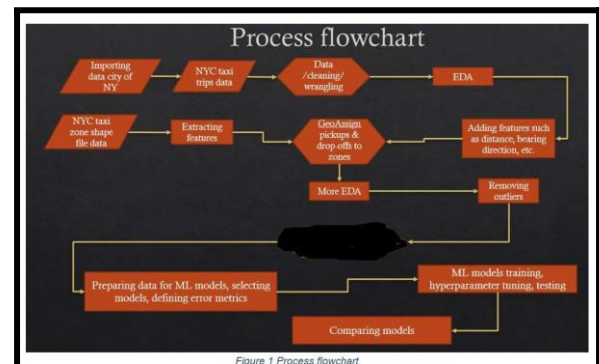 Process flowchart
Importing
data city of
NY
NYC taxi
trips data
Data
/cleaning/
wrangling
EDA
NYC taxi
zone shape
file data
Extracting
features
GeoAssign
pickups &
drop-offs to
zones
Adding features such
as distance, bearing
direction, etc.
More EDA
Removing
outliers
Preparing data for ML models, selecting
models, defining error metrics
ML models training,
hyperparameter tuning, testing
Comparing models
Figure 1 Process flowchart